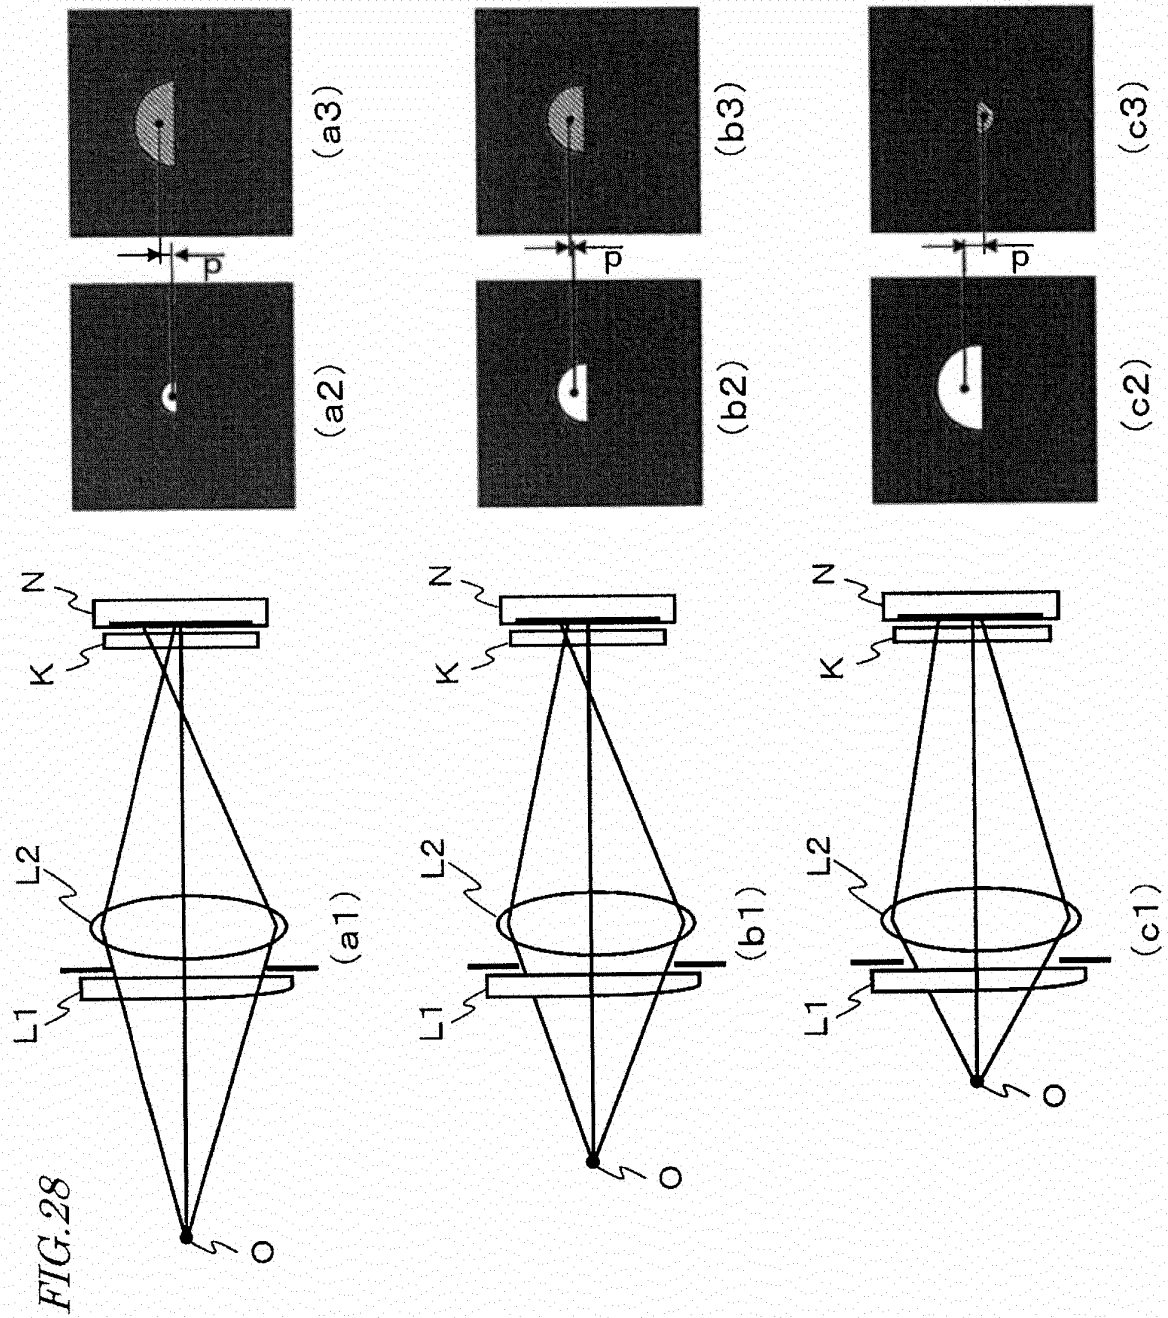 FIG.28
O
L1
L2
K
N
(a1)
(a2)
(a3)
d
O
L1
L2
K
N
(b1)
(b2)
(b3)
d
O
L1
L2
K
N
(c1)
(c2)
(c3)
d